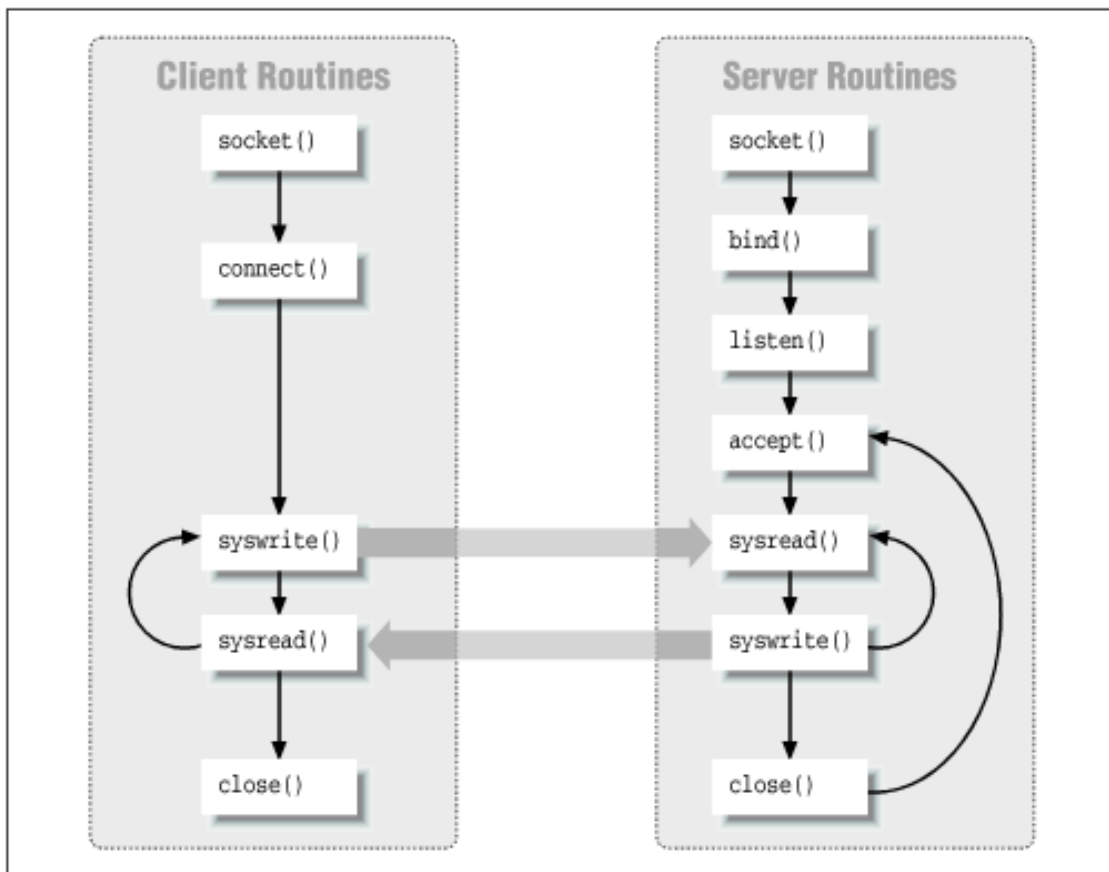 Client Routines
socket()
connect()
syswrite()
sysread()
close()
Server Routines
socket()
bind()
listen()
accept()
sysread()
syswrite()
close()